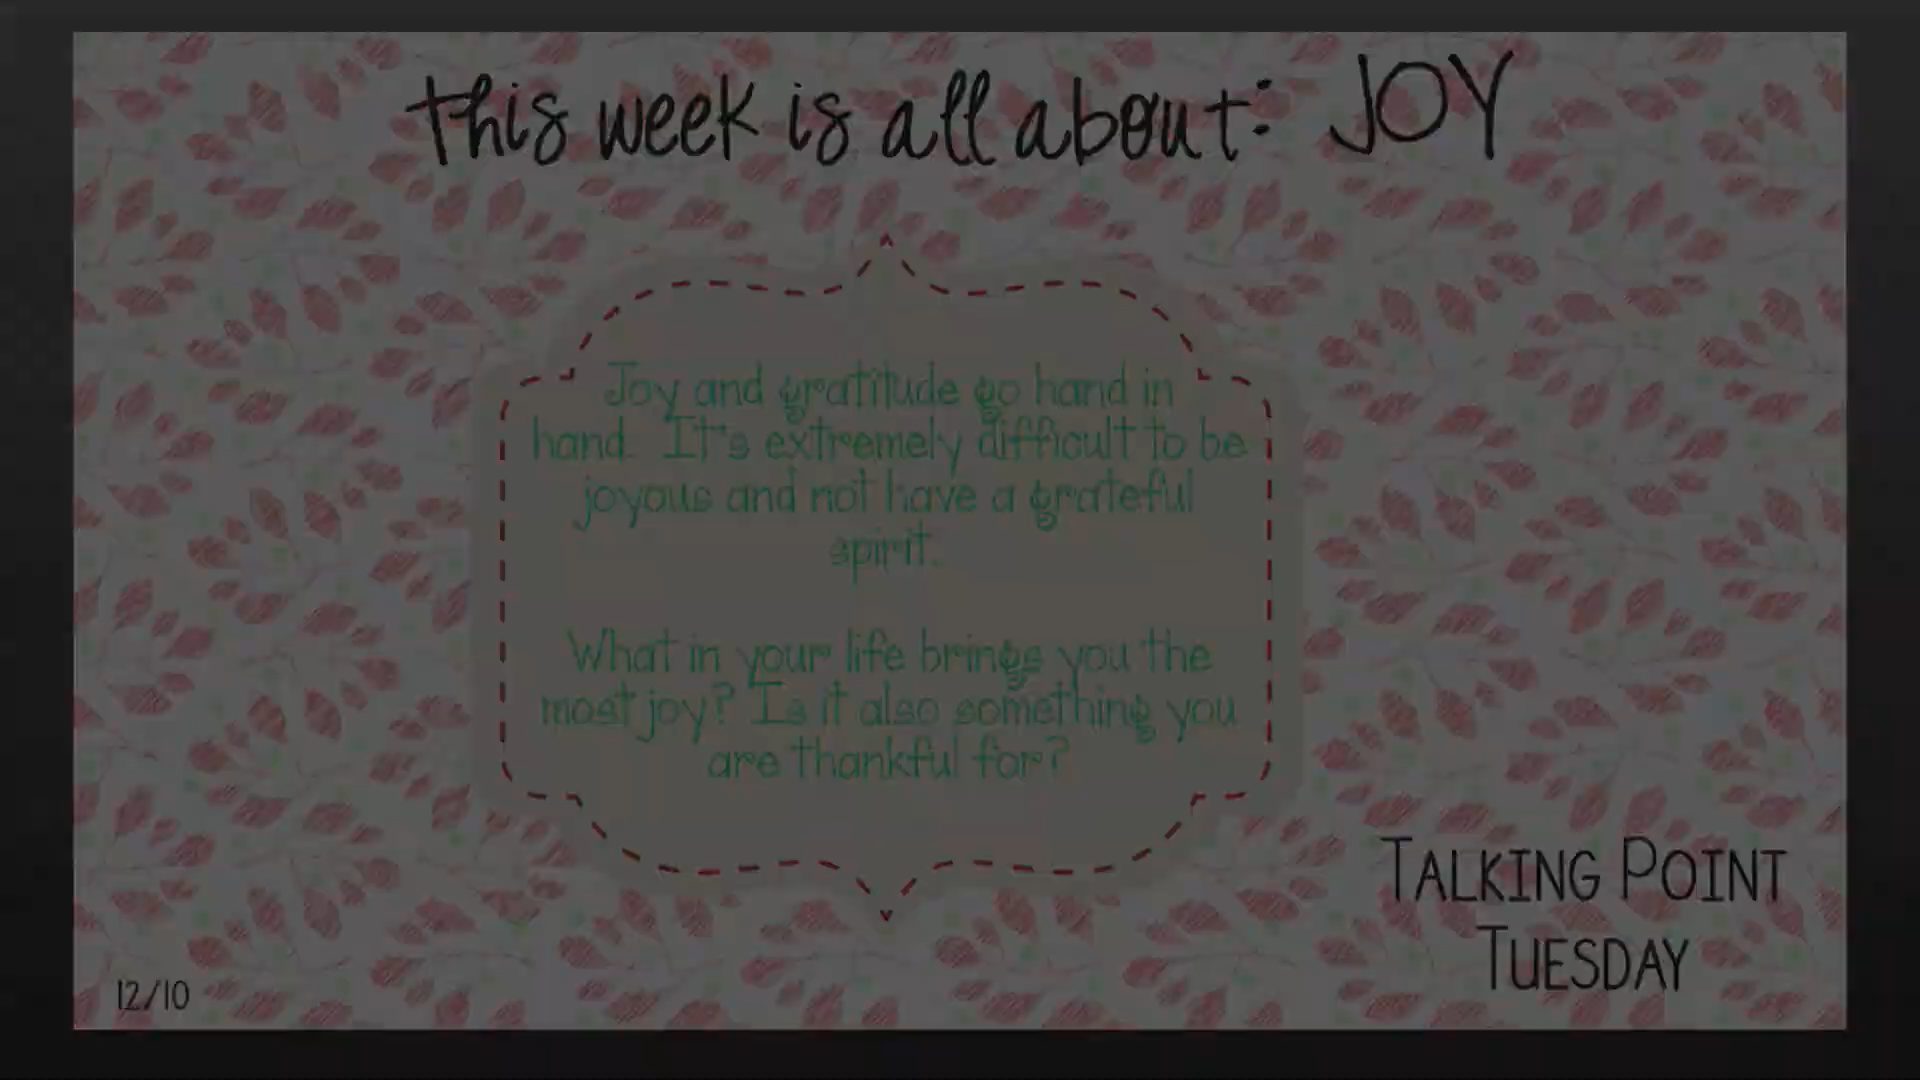 this week is all about: JOY
Joy and gratitude go hand in
hand. It's extremely difficult to be
joyous and not have a grateful
spirit.
What in your life brings you the
most joy? Is it also something you
are thankful for?
TALKING POINT
TUESDAY
12/10